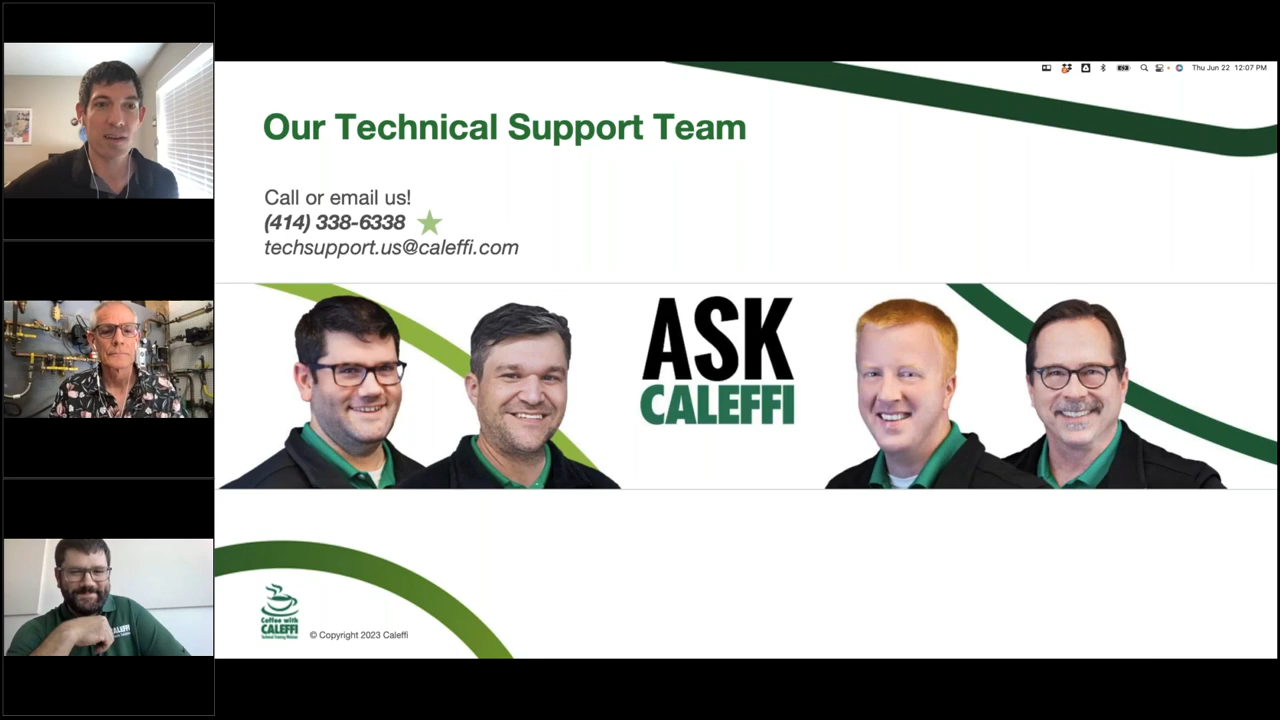 Thu Jun 22 12:07 PM
Our Technical Support Team
Call or email us!
(414) 338-6338
techsupport.us@caleffi.com
ASK
CALEFFI
Coffee with
CALEFFI
© Copyright 2023 Caleffi
CALEFFI